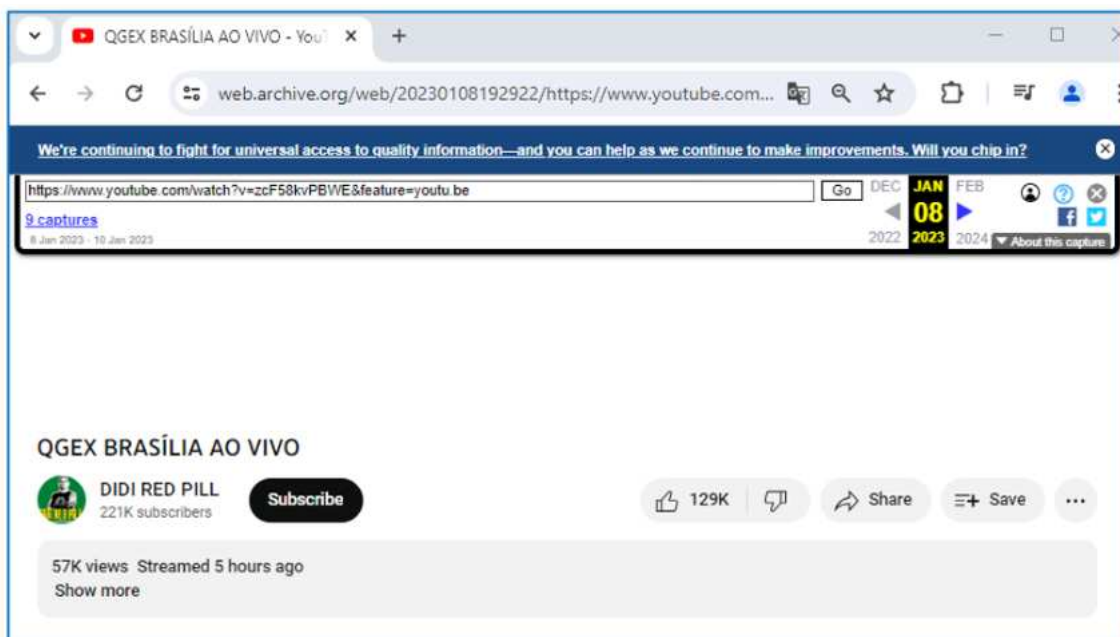 QGEX BRASÍLIA AO VIVO - You
web.archive.org/web/20230108192922/https://www.youtube.com...
We're continuing to fight for universal access to quality information—and you can help as we continue to make improvements. Will you chip in?
https://www.youtube.com/watch?v=zcF58kvPBWE&feature=youtu.be
Go
DEC JAN FEB
9 captures
08
8 Jan 2023 - 10 Jan 2023
2022 2023 2024
About this capture
QGEX BRASÍLIA AO VIVO
DIDI RED PILL
221K subscribers
Subscribe
129K
Share
Save
57K views Streamed 5 hours ago
Show more